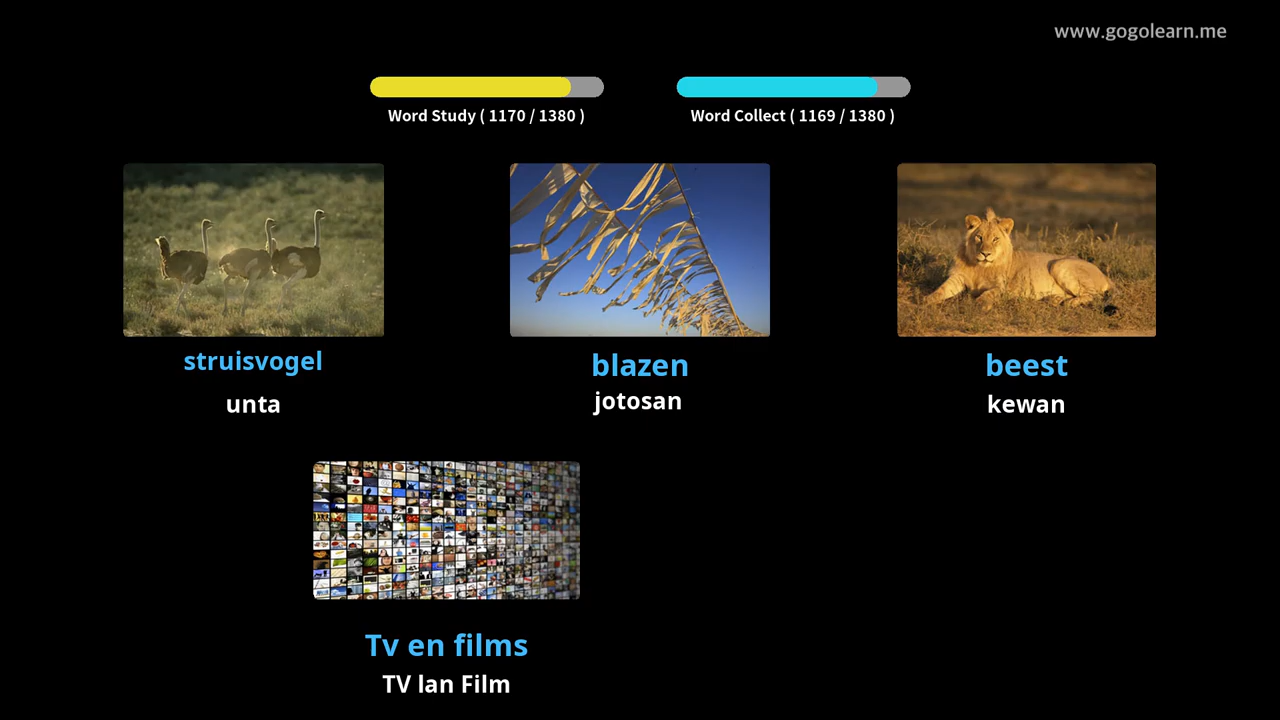 www.gogolearn.me
Word Study ( 1170 / 1380 )
Word Collect ( 1169 / 1380 )
struisvogel
unta
blazen
jotosan
beest
kewan
Tv en films
TV lan Film